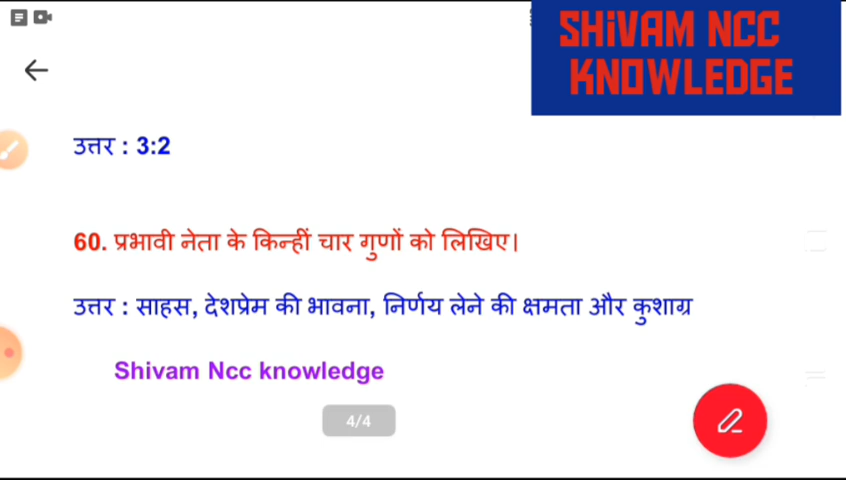 SHiVAM NCC
KNOWLEDGE
उत्तर : 3:2
60. प्रभावी नेता के किन्हीं चार गुणों को लिखिए।
उत्तर : साहस, देशप्रेम की भावना, निर्णय लेने की क्षमता और कुशाग्र
Shivam Ncc knowledge
4/4